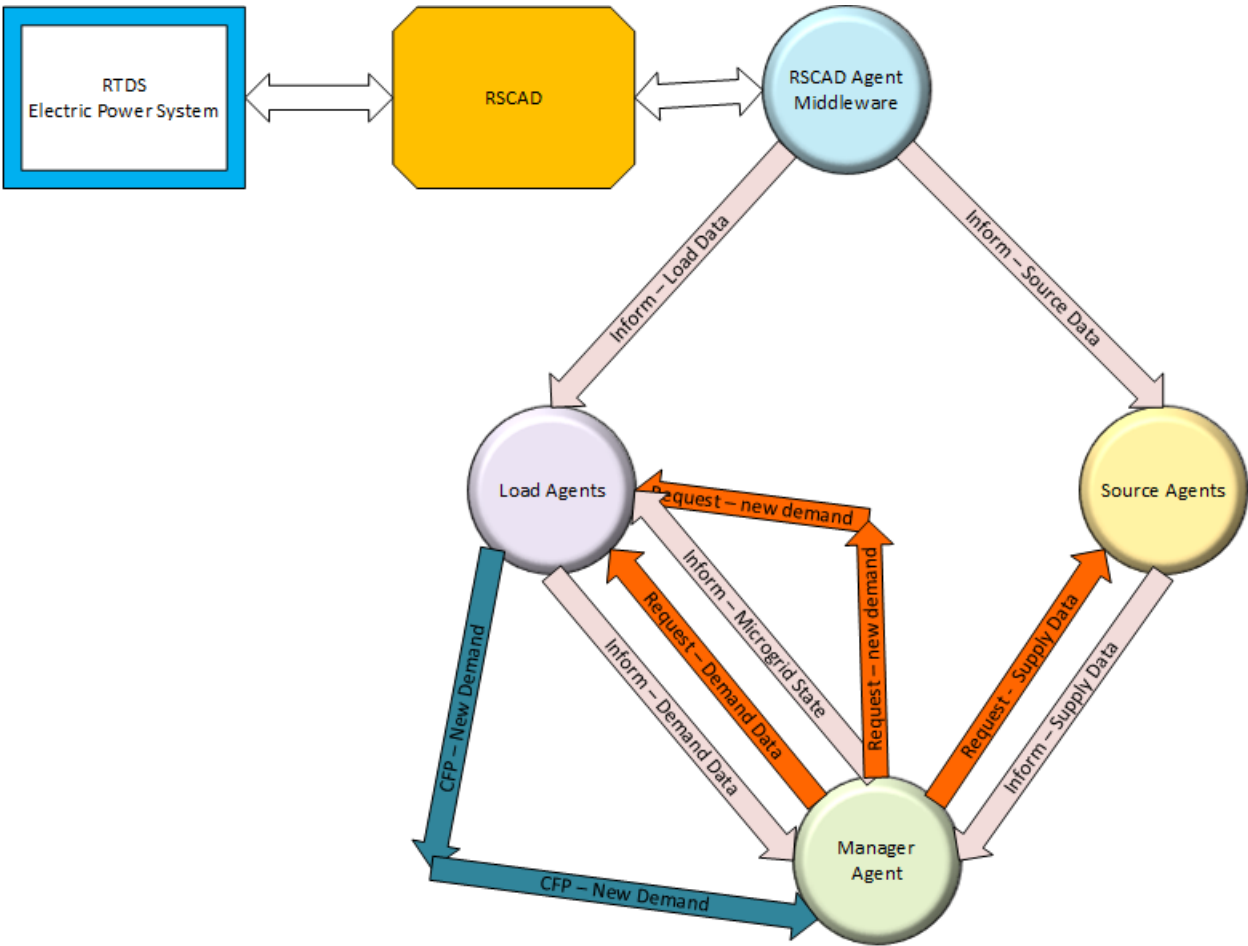 RTDS
Electric Power System
RSCAD
RSCAD Agent
Middleware
Inform – Load Data
Inform – Source Data
Load Agents
Source Agents
Request – new demand
Request – new demand
Inform – Microgrid State
Request – Demand Data
Inform – Demand Data
CFP – New Demand
CFP – New Demand
Request - Supply Data
Inform – Supply Data
Manager
Agent